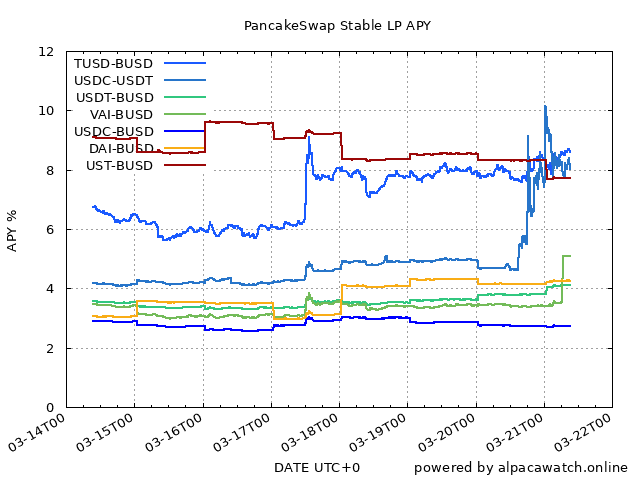 PancakeSwap Stable LP APY
12
10
8
6
4
2
0
APY %
TUSD-BUSD
USDC-USDT
USDT-BUSD
VAI-BUSD
USDC-BUSD
DAI-BUSD
UST-BUSD
03-14T00
03-15T00
03-16T00
03-17T00
03-18T00
03-19T00
03-20T00
03-21T00
03-22T00
DATE UTC+0
powered by alpacawatch.online